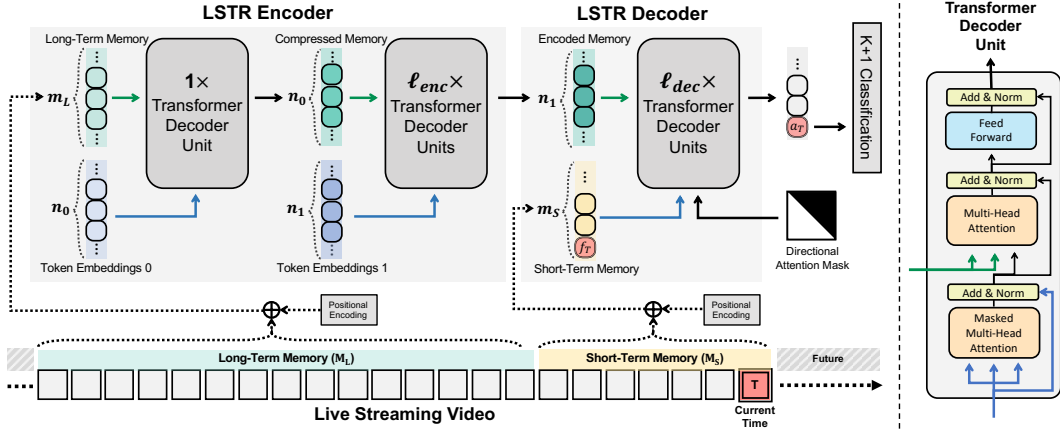 LSTR Encoder
LSTR Decoder
Transformer
Decoder
Unit
Long-Term Memory
m_L
n_0
Token Embeddings 0
1×
Transformer
Decoder
Unit
Compressed Memory
n_0
n_1
Token Embeddings 1
ℓ_enc×
Transformer
Decoder
Units
Encoded Memory
n_1
m_S
f_T
Short-Term Memory
ℓ_dec×
Transformer
Decoder
Units
a_T
K+1 Classification
Directional
Attention Mask
Positional
Encoding
Positional
Encoding
Long-Term Memory (M_L)
Short-Term Memory (M_S)
Future
T
Live Streaming Video
Current
Time
Add & Norm
Feed
Forward
Add & Norm
Multi-Head
Attention
Add & Norm
Masked
Multi-Head
Attention